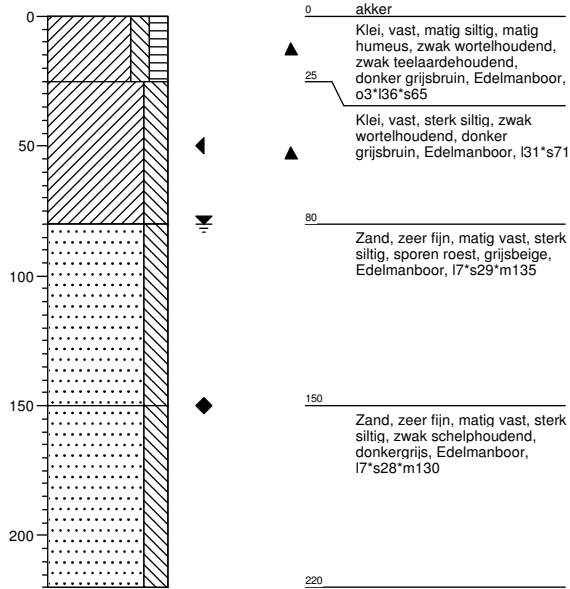 0
0
akker
Klei, vast, matig siltig, matig
humeus, zwak wortelhoudend,
zwak teelaardehoudend,
donker grijsbruin, Edelmanboor,
o3*l36*s65
25
Klei, vast, sterk siltig, zwak
wortelhoudend, donker
grijsbruin, Edelmanboor, l31*s71
50
80
Zand, zeer fijn, matig vast, sterk
siltig, sporen roest, grijsbeige,
Edelmanboor, l7*s29*m135
100
150
150
Zand, zeer fijn, matig vast, sterk
siltig, zwak schelphoudend,
donkergrijs, Edelmanboor,
l7*s28*m130
200
220